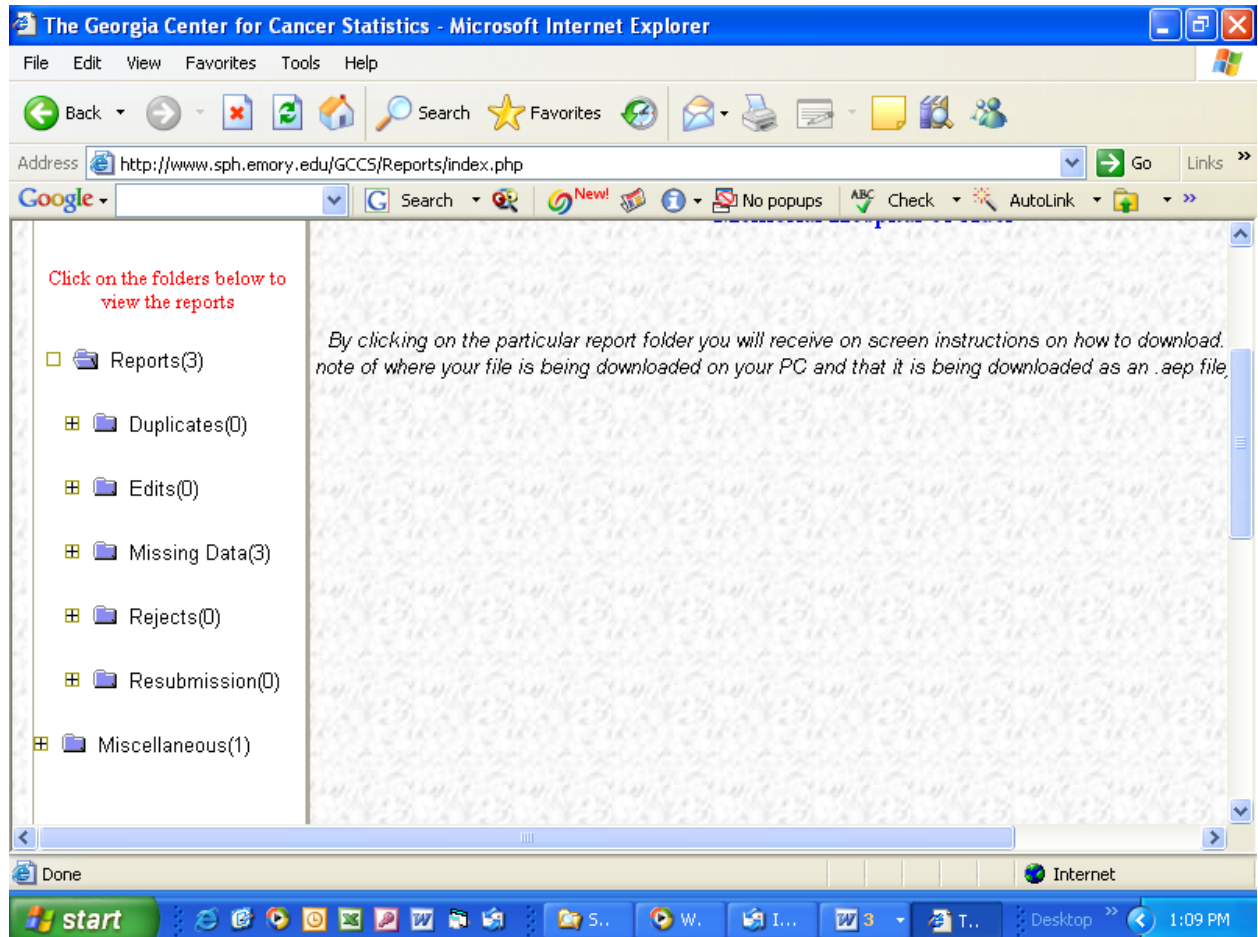 The Georgia Center for Cancer Statistics - Microsoft Internet Explorer
File Edit View Favorites Tools Help
Back Search Favorites
Address http://www.sph.emory.edu/GCCS/Reports/index.php Go Links »
Google Search New! No popups ABC Check AutoLink »
Click on the folders below to
view the reports
By clicking on the particular report folder you will receive on screen instructions on how to download.
note of where your file is being downloaded on your PC and that it is being downloaded as an .aep file,
Reports(3)
Duplicates(0)
Edits(0)
Missing Data(3)
Rejects(0)
Resubmission(0)
Miscellaneous(1)
Done Internet
start S.. W. I... 3 T.. Desktop » 1:09 PM